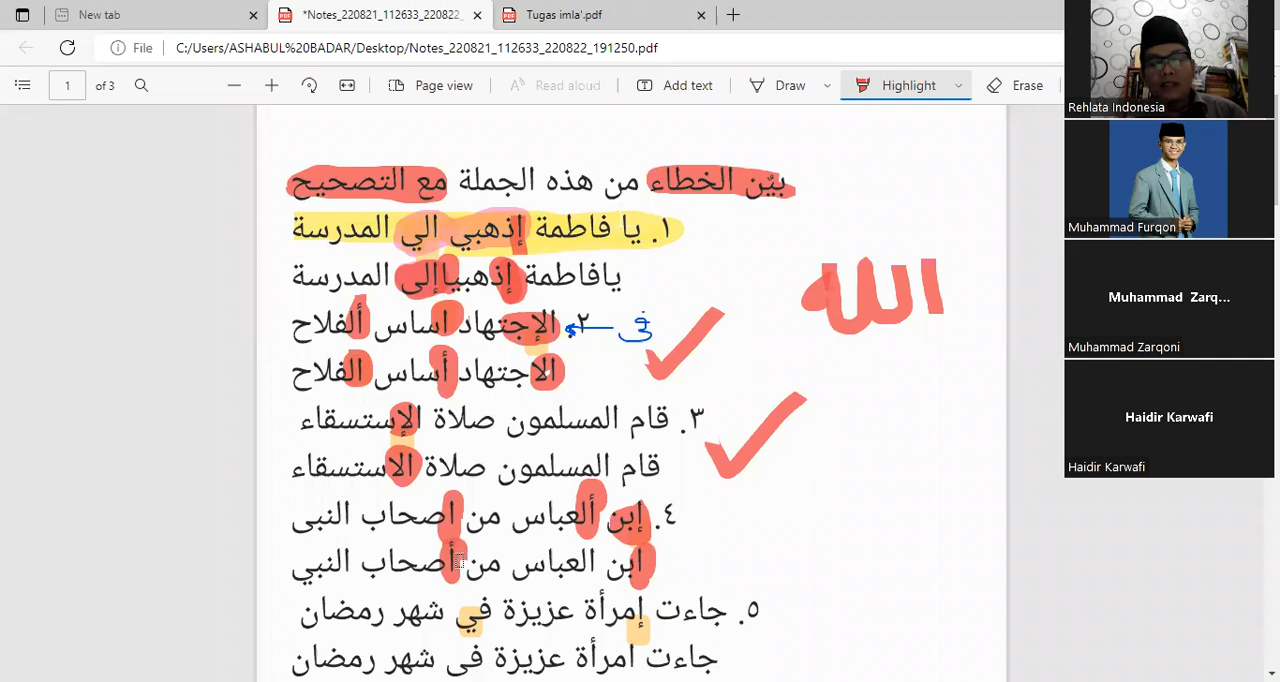 New tab
*Notes_220821_112633_220822_
Tugas imla'.pdf
File
C:/Users/ASHABUL%20BADAR/Desktop/Notes_220821_112633_220822_191250.pdf
1 of 3
Page view
Read aloud
Add text
Draw
Highlight
Erase
بيّن الخطاء من هذه الجملة مع التصحيح
١. يا فاطمة إذهبي الي المدرسة
يافاطمة إذهبياإلى المدرسة
٢. الإجتهاد اساس ألفلاح
الاجتهاد أساس الفلاح
٣. قام المسلمون صلاة الإستسقاء
قام المسلمون صلاة الاستسقاء
٤. إبن ألعباس من اصحاب النبى
ابن العباس من أصحاب النبي
٥. جاءت إمرأة عزيزة في شهر رمضان
جاءت امرأة عزيزة فى شهر رمضان
الله
Rehlata Indonesia
Muhammad Furqon
Muhammad Zarq...
Muhammad Zarqoni
Haidir Karwafi
Haidir Karwafi